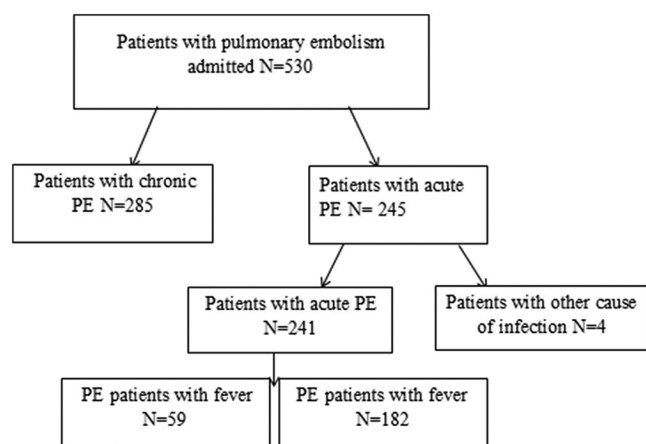 Patients with pulmonary embolism
admitted N=530
Patients with chronic
PE N=285
Patients with acute
PE N= 245
Patients with acute PE
N=241
Patients with other cause
of infection N=4
PE patients with fever
N=59
PE patients with fever
N=182